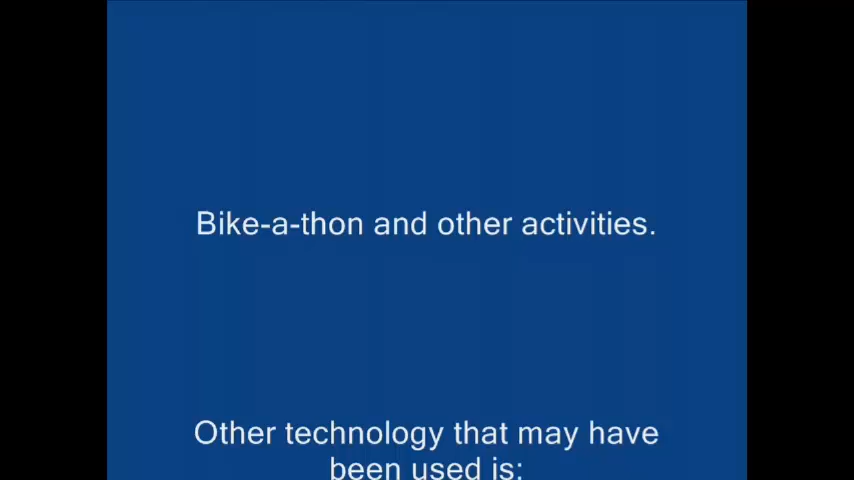 Bike-a-thon and other activities.
Other technology that may have
been used is: